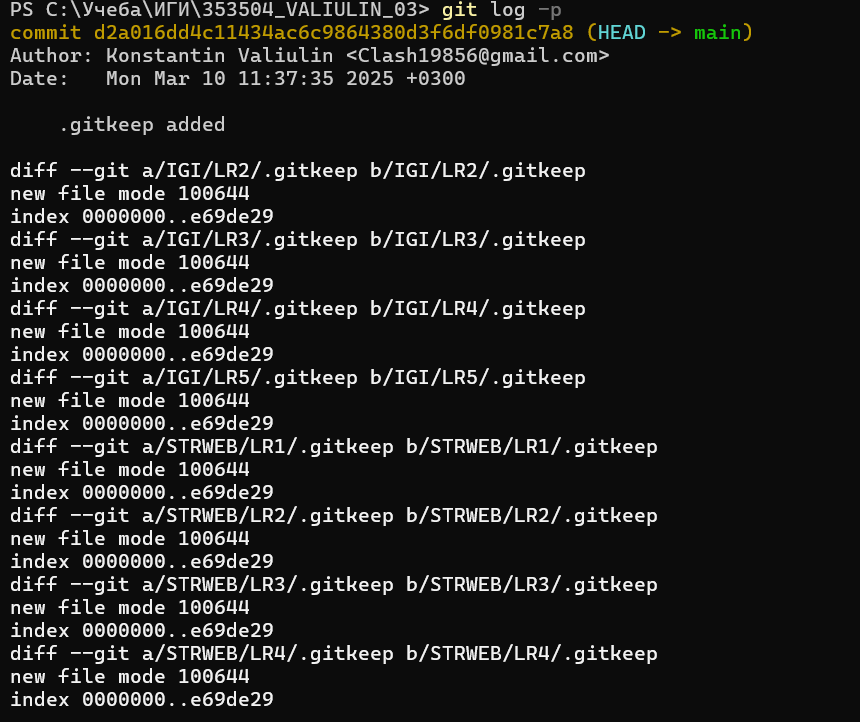 PS C:\Учеба\ИГИ\353504_VALIULIN_03> git log -p
commit d2a016dd4c11434ac6c9864380d3f6df0981c7a8 (HEAD -> main)
Author: Konstantin Valiulin <Clash19856@gmail.com>
Date:   Mon Mar 10 11:37:35 2025 +0300
    .gitkeep added
diff --git a/IGI/LR2/.gitkeep b/IGI/LR2/.gitkeep
new file mode 100644
index 0000000..e69de29
diff --git a/IGI/LR3/.gitkeep b/IGI/LR3/.gitkeep
new file mode 100644
index 0000000..e69de29
diff --git a/IGI/LR4/.gitkeep b/IGI/LR4/.gitkeep
new file mode 100644
index 0000000..e69de29
diff --git a/IGI/LR5/.gitkeep b/IGI/LR5/.gitkeep
new file mode 100644
index 0000000..e69de29
diff --git a/STRWEB/LR1/.gitkeep b/STRWEB/LR1/.gitkeep
new file mode 100644
index 0000000..e69de29
diff --git a/STRWEB/LR2/.gitkeep b/STRWEB/LR2/.gitkeep
new file mode 100644
index 0000000..e69de29
diff --git a/STRWEB/LR3/.gitkeep b/STRWEB/LR3/.gitkeep
new file mode 100644
index 0000000..e69de29
diff --git a/STRWEB/LR4/.gitkeep b/STRWEB/LR4/.gitkeep
new file mode 100644
index 0000000..e69de29